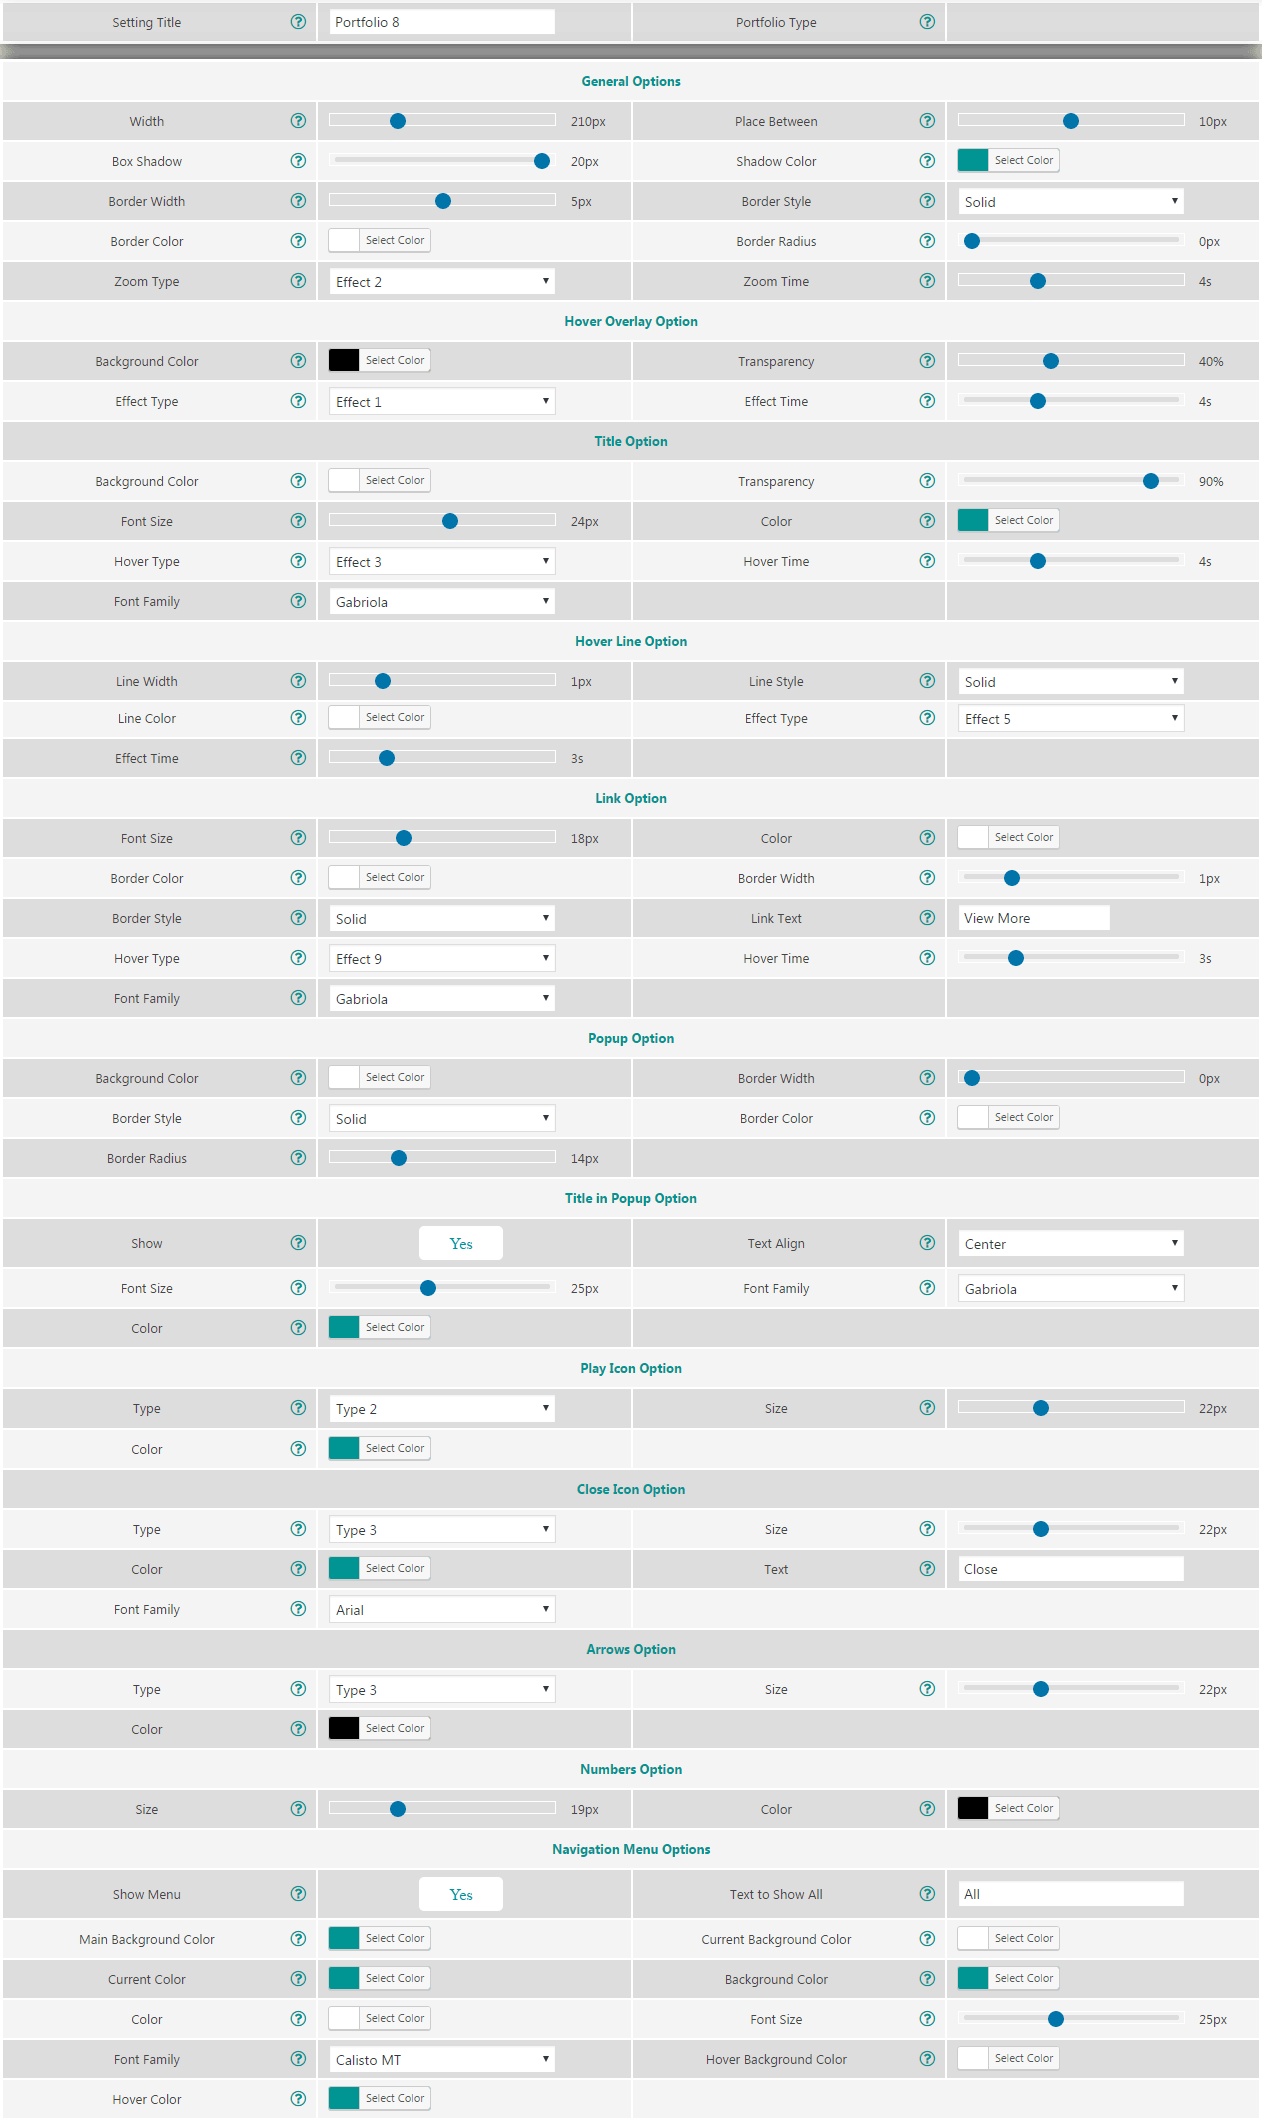 Setting Title ? Portfolio 8 Portfolio Type ?
General Options
Width ? 210px Place Between ? 10px
Box Shadow ? 20px Shadow Color ? Select Color
Border Width ? 5px Border Style ? Solid
Border Color ? Select Color Border Radius ? 0px
Zoom Type ? Effect 2 Zoom Time ? 4s
Hover Overlay Option
Background Color ? Select Color Transparency ? 40%
Effect Type ? Effect 1 Effect Time ? 4s
Title Option
Background Color ? Select Color Transparency ? 90%
Font Size ? 24px Color ? Select Color
Hover Type ? Effect 3 Hover Time ? 4s
Font Family ? Gabriola
Hover Line Option
Line Width ? 1px Line Style ? Solid
Line Color ? Select Color Effect Type ? Effect 5
Effect Time ? 3s
Link Option
Font Size ? 18px Color ? Select Color
Border Color ? Select Color Border Width ? 1px
Border Style ? Solid Link Text ? View More
Hover Type ? Effect 9 Hover Time ? 3s
Font Family ? Gabriola
Popup Option
Background Color ? Select Color Border Width ? 0px
Border Style ? Solid Border Color ? Select Color
Border Radius ? 14px
Title in Popup Option
Show ? Yes Text Align ? Center
Font Size ? 25px Font Family ? Gabriola
Color ? Select Color
Play Icon Option
Type ? Type 2 Size ? 22px
Color ? Select Color
Close Icon Option
Type ? Type 3 Size ? 22px
Color ? Select Color Text ? Close
Font Family ? Arial
Arrows Option
Type ? Type 3 Size ? 22px
Color ? Select Color
Numbers Option
Size ? 19px Color ? Select Color
Navigation Menu Options
Show Menu ? Yes Text to Show All ? All
Main Background Color ? Select Color Current Background Color ? Select Color
Current Color ? Select Color Background Color ? Select Color
Color ? Select Color Font Size ? 25px
Font Family ? Calisto MT Hover Background Color ? Select Color
Hover Color ? Select Color